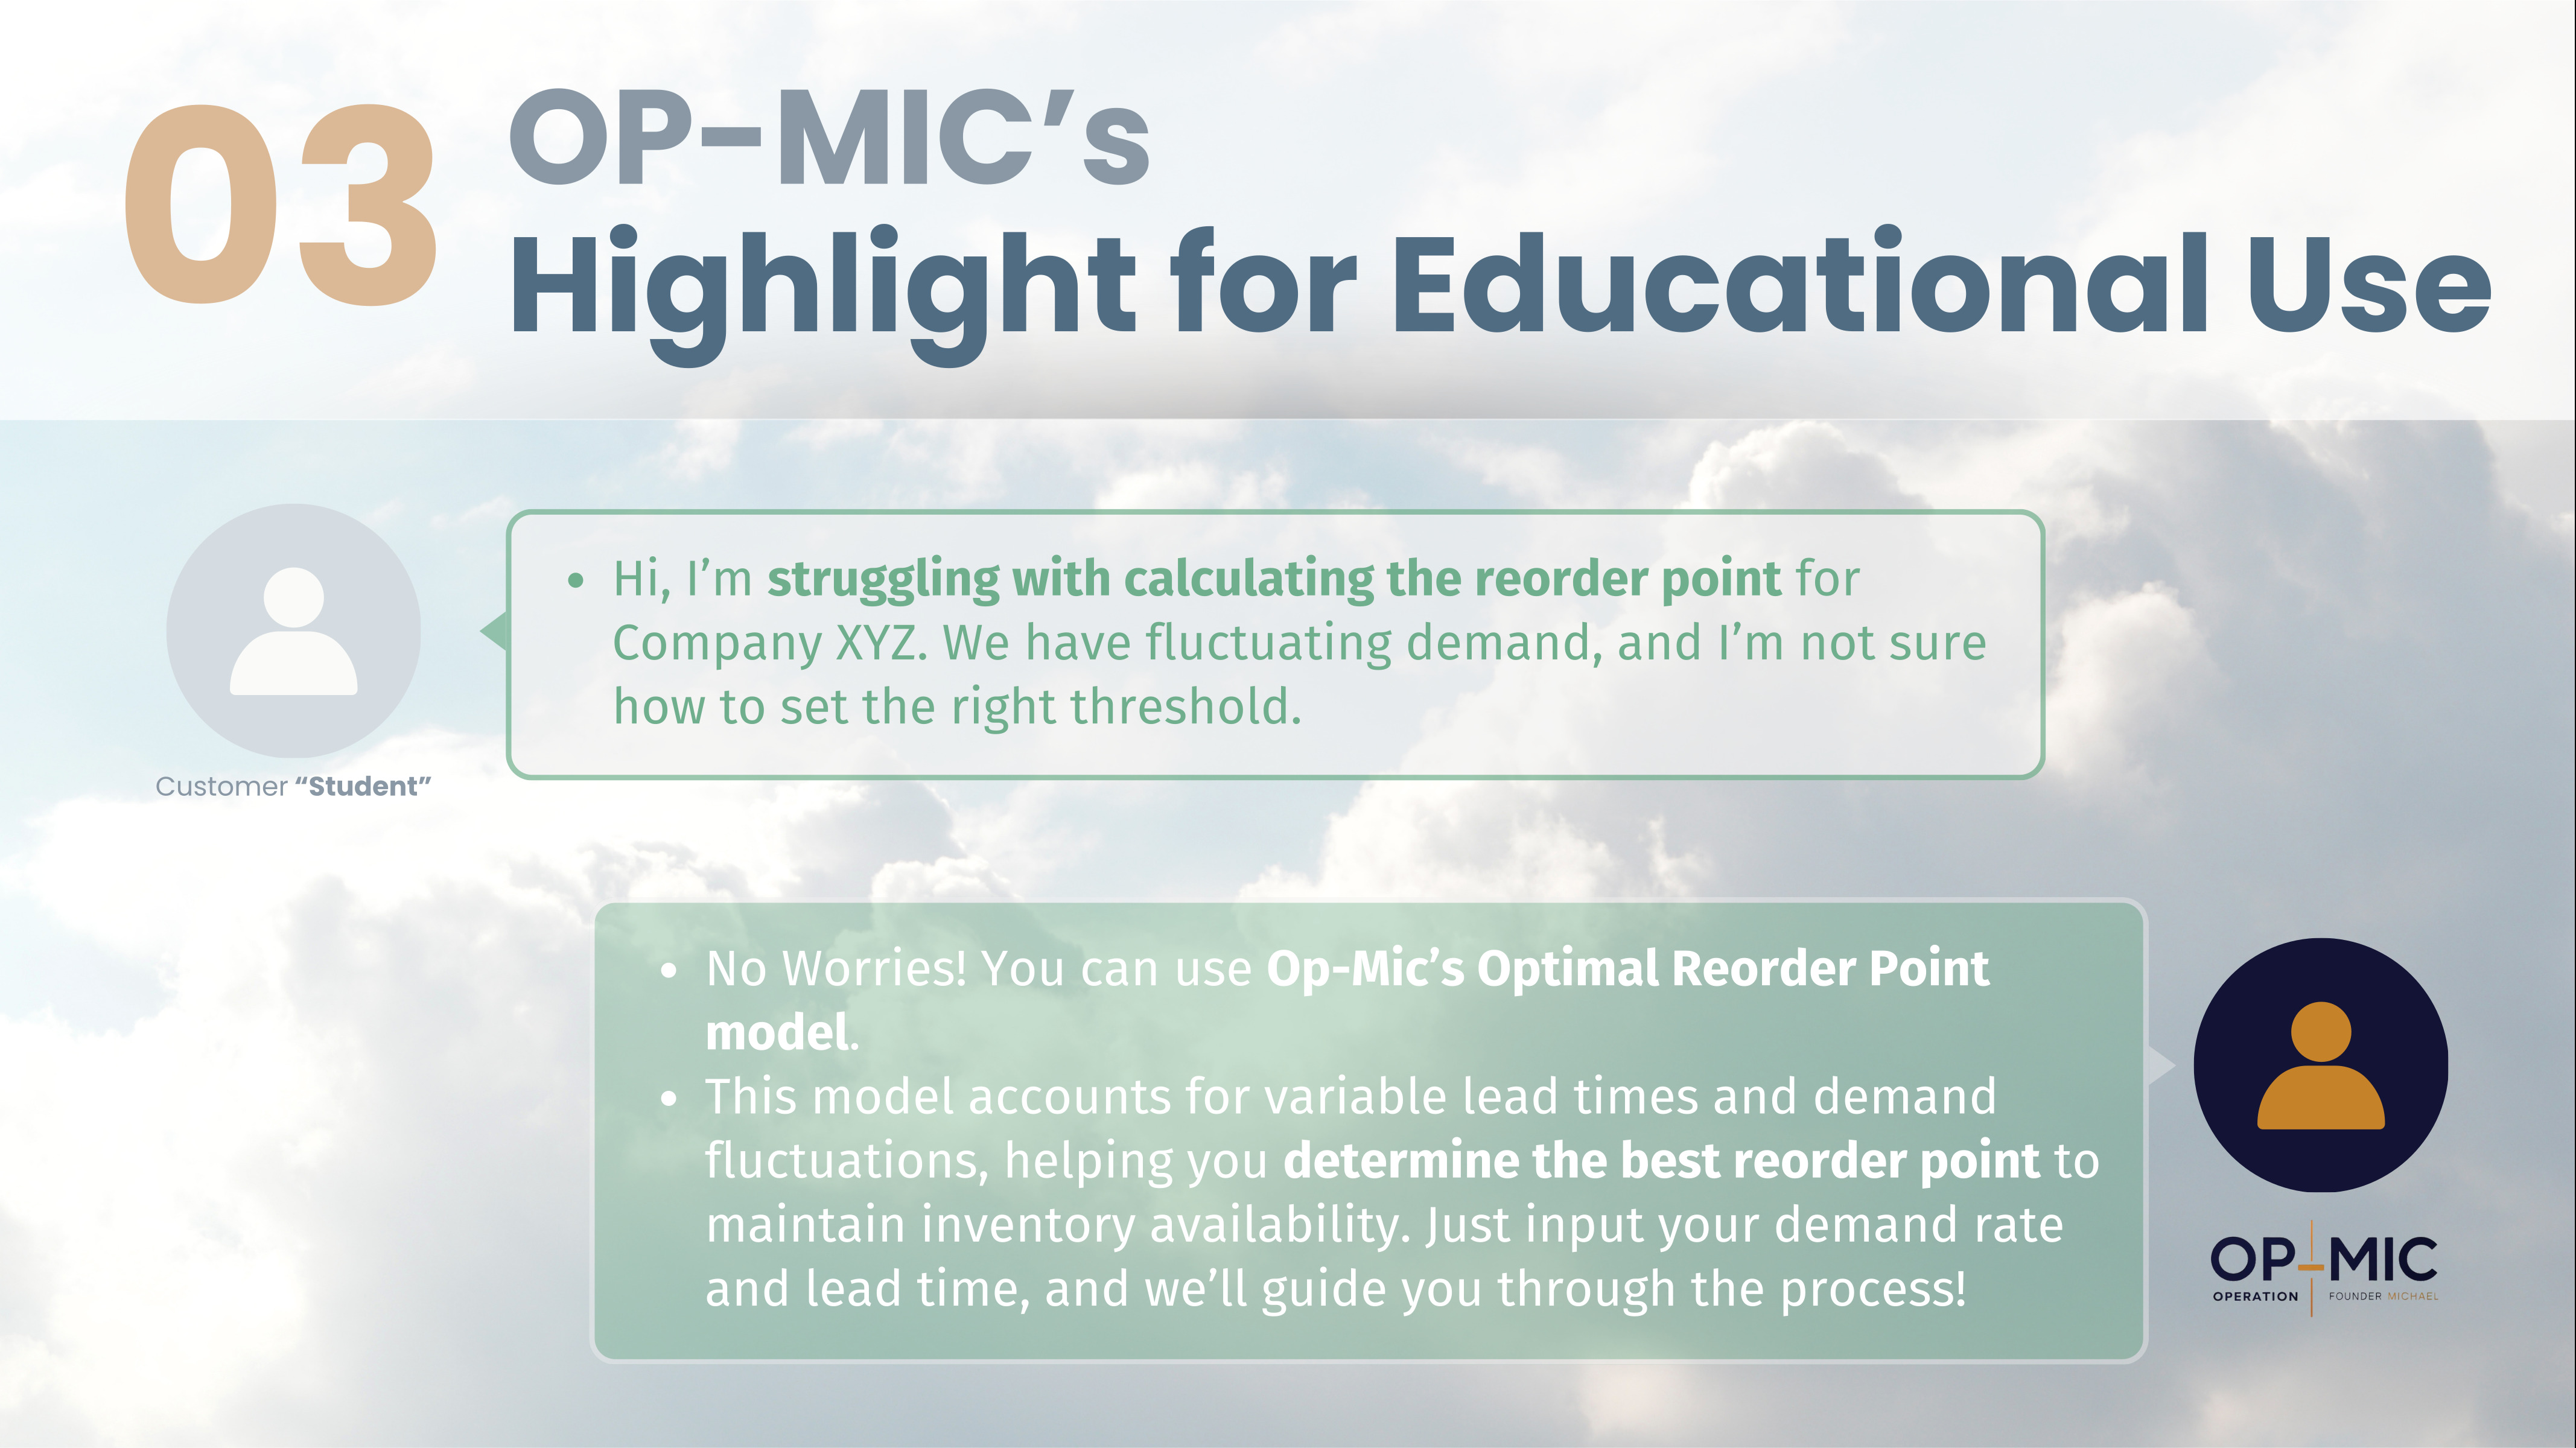 03
OP-MIC’s
Highlight for Educational Use
• Hi, I’m struggling with calculating the reorder point for
Company XYZ. We have fluctuating demand, and I’m not sure
how to set the right threshold.
Customer “Student”
• No Worries! You can use Op-Mic’s Optimal Reorder Point
model.
• This model accounts for variable lead times and demand
fluctuations, helping you determine the best reorder point to
maintain inventory availability. Just input your demand rate
and lead time, and we’ll guide you through the process!
OP-MIC
OPERATION FOUNDER MICHAEL